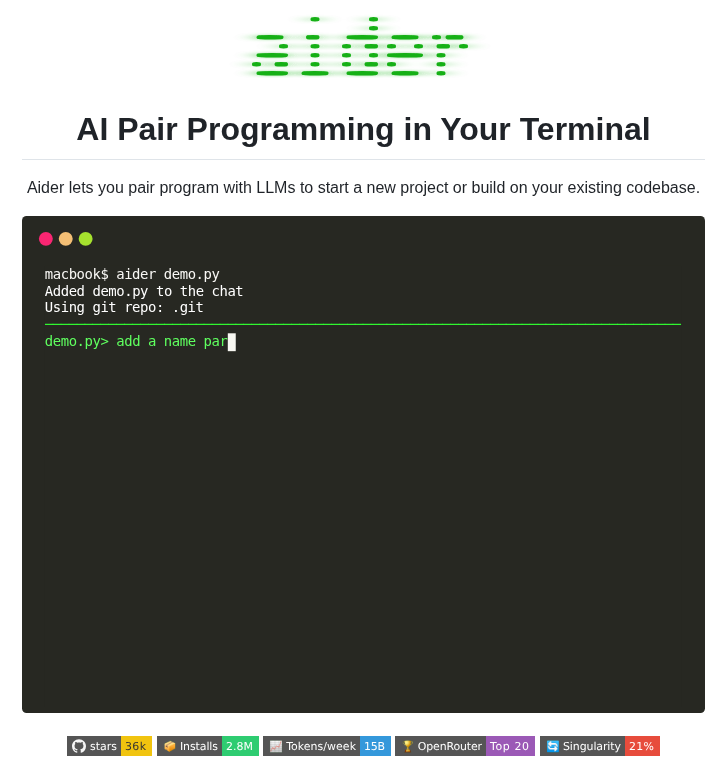 aider
AI Pair Programming in Your Terminal
Aider lets you pair program with LLMs to start a new project or build on your existing codebase.
macbook$ aider demo.py
Added demo.py to the chat
Using git repo: .git
demo.py> add a name par
stars 36k Installs 2.8M Tokens/week 15B OpenRouter Top 20 Singularity 21%